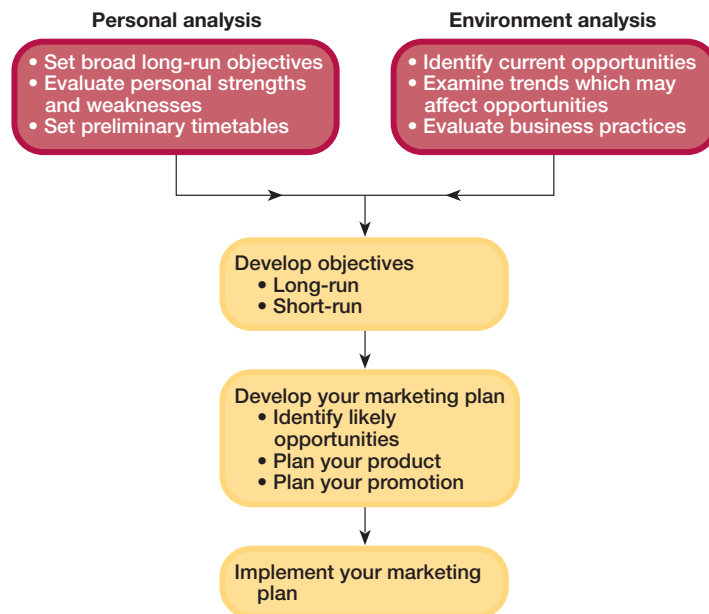 Personal analysis
• Set broad long-run objectives
• Evaluate personal strengths
and weaknesses
• Set preliminary timetables
Environment analysis
• Identify current opportunities
• Examine trends which may
affect opportunities
• Evaluate business practices
Develop objectives
• Long-run
• Short-run
Develop your marketing plan
• Identify likely
opportunities
• Plan your product
• Plan your promotion
Implement your marketing
plan